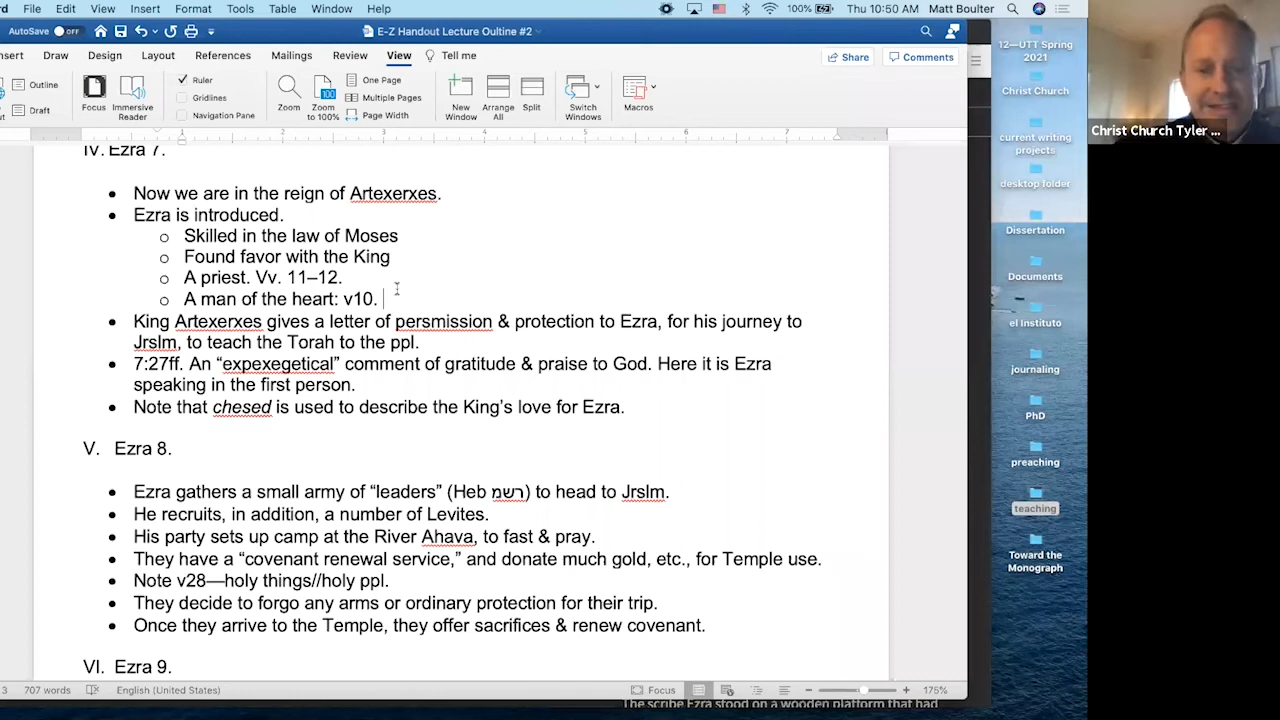 File Edit View Insert Format Tools Table Window Help 100% Thu 10:50 AM Matt Boulter
AutoSave OFF E-Z Handout Lecture Oultine #2
Insert Draw Design Layout References Mailings Review View Tell me Share Comments
Outline
Draft
Focus
Immersive
Reader
Ruler
Gridlines
Navigation Pane
Zoom
Zoom
to 100%
One Page
Multiple Pages
Page Width
New
Window
Arrange
All
Split
Switch
Windows
Macros
1 2 3 4 5 6 7
IV. Ezra 7.
• Now we are in the reign of Artexerxes.
• Ezra is introduced.
o Skilled in the law of Moses
o Found favor with the King
o A priest. Vv. 11–12
o A man of the heart: v10.
• King Artexerxes gives a letter of persmission & protection to Ezra, for his journey to
Jrslm, to teach the Torah to the ppl.
• 7:27ff. An “expexegetical” comment of gratitude & praise to God. Here it is Ezra
speaking in the first person.
• Note that chesed is used to describe the King’s love for Ezra.
V. Ezra 8.
• Ezra gathers a small army of “leaders” (Heb) to head to Jrslm.
• He recruits, in addition, a number of Levites.
• His party sets up camp at the River Ahava, to fast & pray.
• They have a “covenant renewal service,” and donate much gold, etc., for Temple use.
• Note v28—holy things//holy ppl.
• They decide to forgo any arms or ordinary protection for their trip.
• Once they arrive to the Temple, they offer sacrifices & renew covenant.
VI. Ezra 9.
3 707 words English (United States) Focus 175%
The scribe Ezra stood on a wooden platform that had
12—UTT Spring
2021
Christ Church
current writing
projects
desktop folder
Dissertation
Documents
el Instituto
journaling
PhD
preaching
teaching
Toward the
Monograph
Christ Church Tyler ...